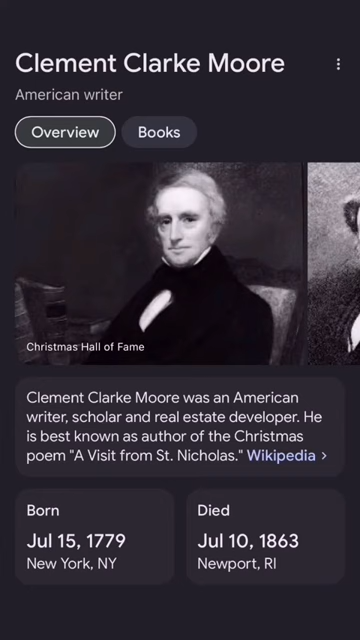 Clement Clarke Moore
American writer
Overview
Books
Christmas Hall of Fame
Clement Clarke Moore was an American
writer, scholar and real estate developer. He
is best known as author of the Christmas
poem "A Visit from St. Nicholas." Wikipedia >
Born
Jul 15, 1779
New York, NY
Died
Jul 10, 1863
Newport, RI